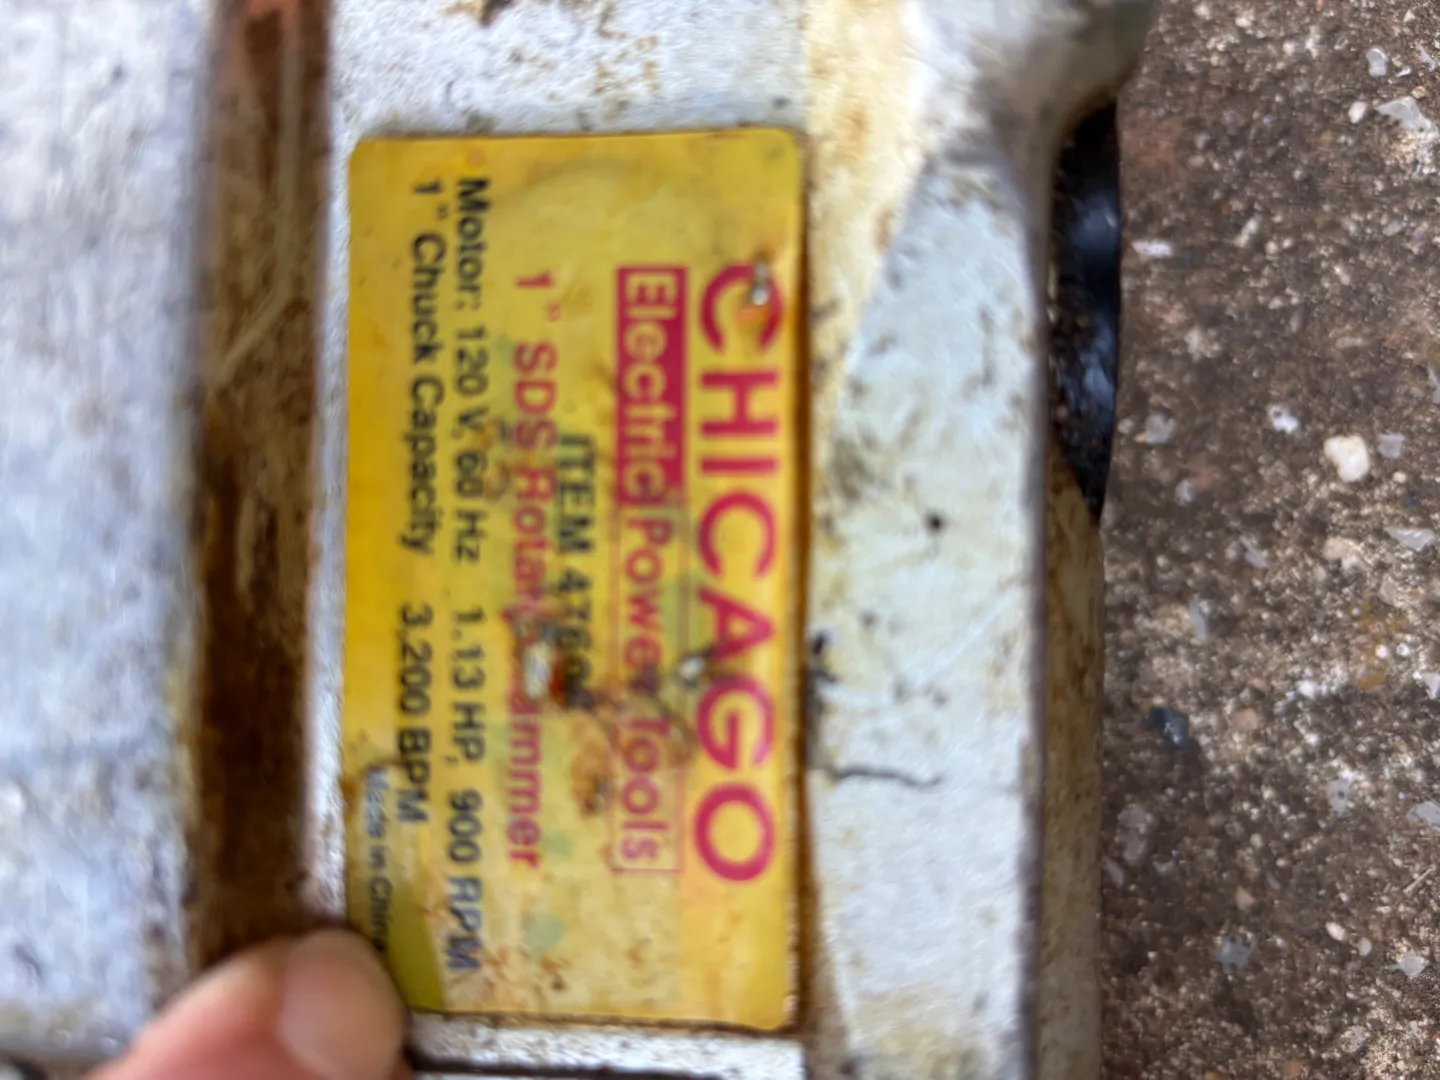 CHICAGO
Electric Power Tools
ITEM
1" SDS Rotary Hammer
Motor: 120 V, 60 Hz 1.13 HP, 900 RPM
1" Chuck Capacity 3,200 BPM
Made in China